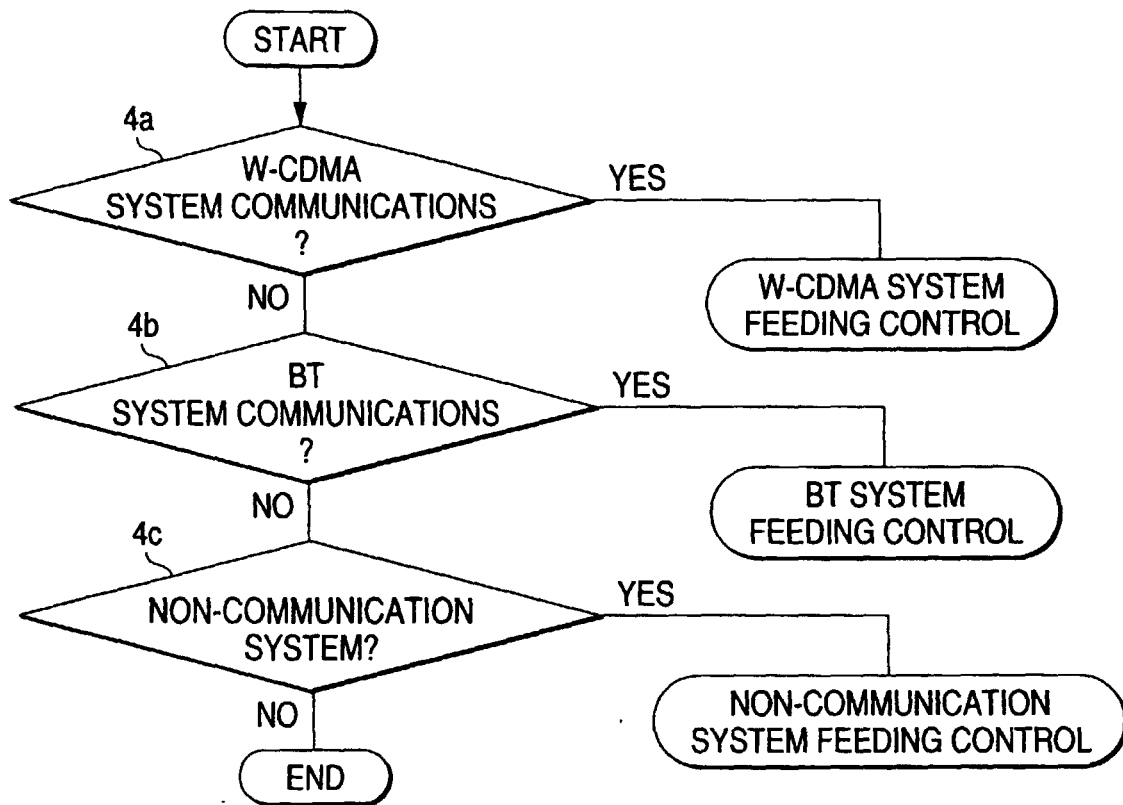 START
4a
W-CDMA
SYSTEM COMMUNICATIONS
?
YES
W-CDMA SYSTEM
FEEDING CONTROL
NO
4b
BT
SYSTEM COMMUNICATIONS
?
YES
BT SYSTEM
FEEDING CONTROL
NO
4c
NON-COMMUNICATION
SYSTEM?
YES
NON-COMMUNICATION
SYSTEM FEEDING CONTROL
NO
END